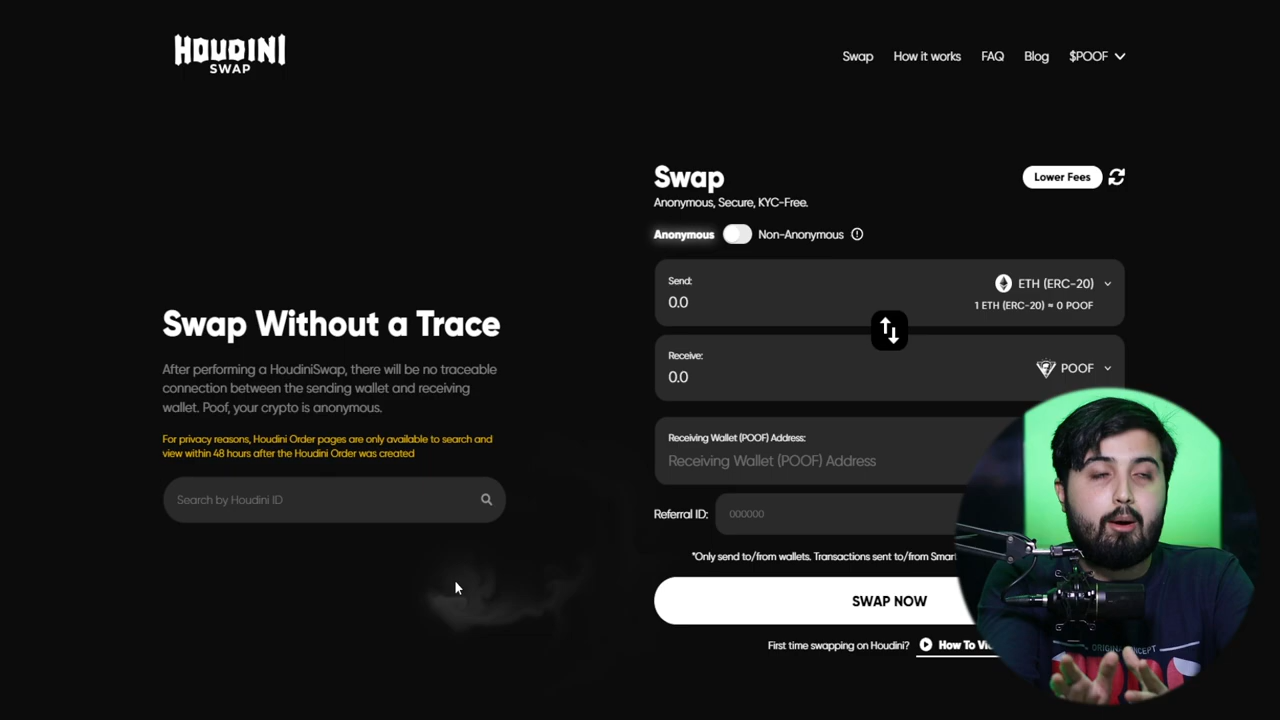 HOUDINI
SWAP
Swap
How it works
FAQ
Blog
$POOF
Swap
Lower Fees
Anonymous, Secure, KYC-Free.
Anonymous
Non-Anonymous
Send:
ETH (ERC-20)
0.0
1 ETH (ERC-20) ≈ 0 POOF
Receive:
0.0
POOF
Swap Without a Trace
After performing a HoudiniSwap, there will be no traceable
connection between the sending wallet and receiving
wallet. Poof, your crypto is anonymous.
For privacy reasons, Houdini Order pages are only available to search and
view within 48 hours after the Houdini Order was created
Search by Houdini ID
Receiving Wallet (POOF) Address:
Receiving Wallet (POOF) Address
Referral ID:
000000
*Only send to/from wallets. Transactions sent to/from
SWAP NOW
First time swapping on Houdini?
How To
ORIGINAL